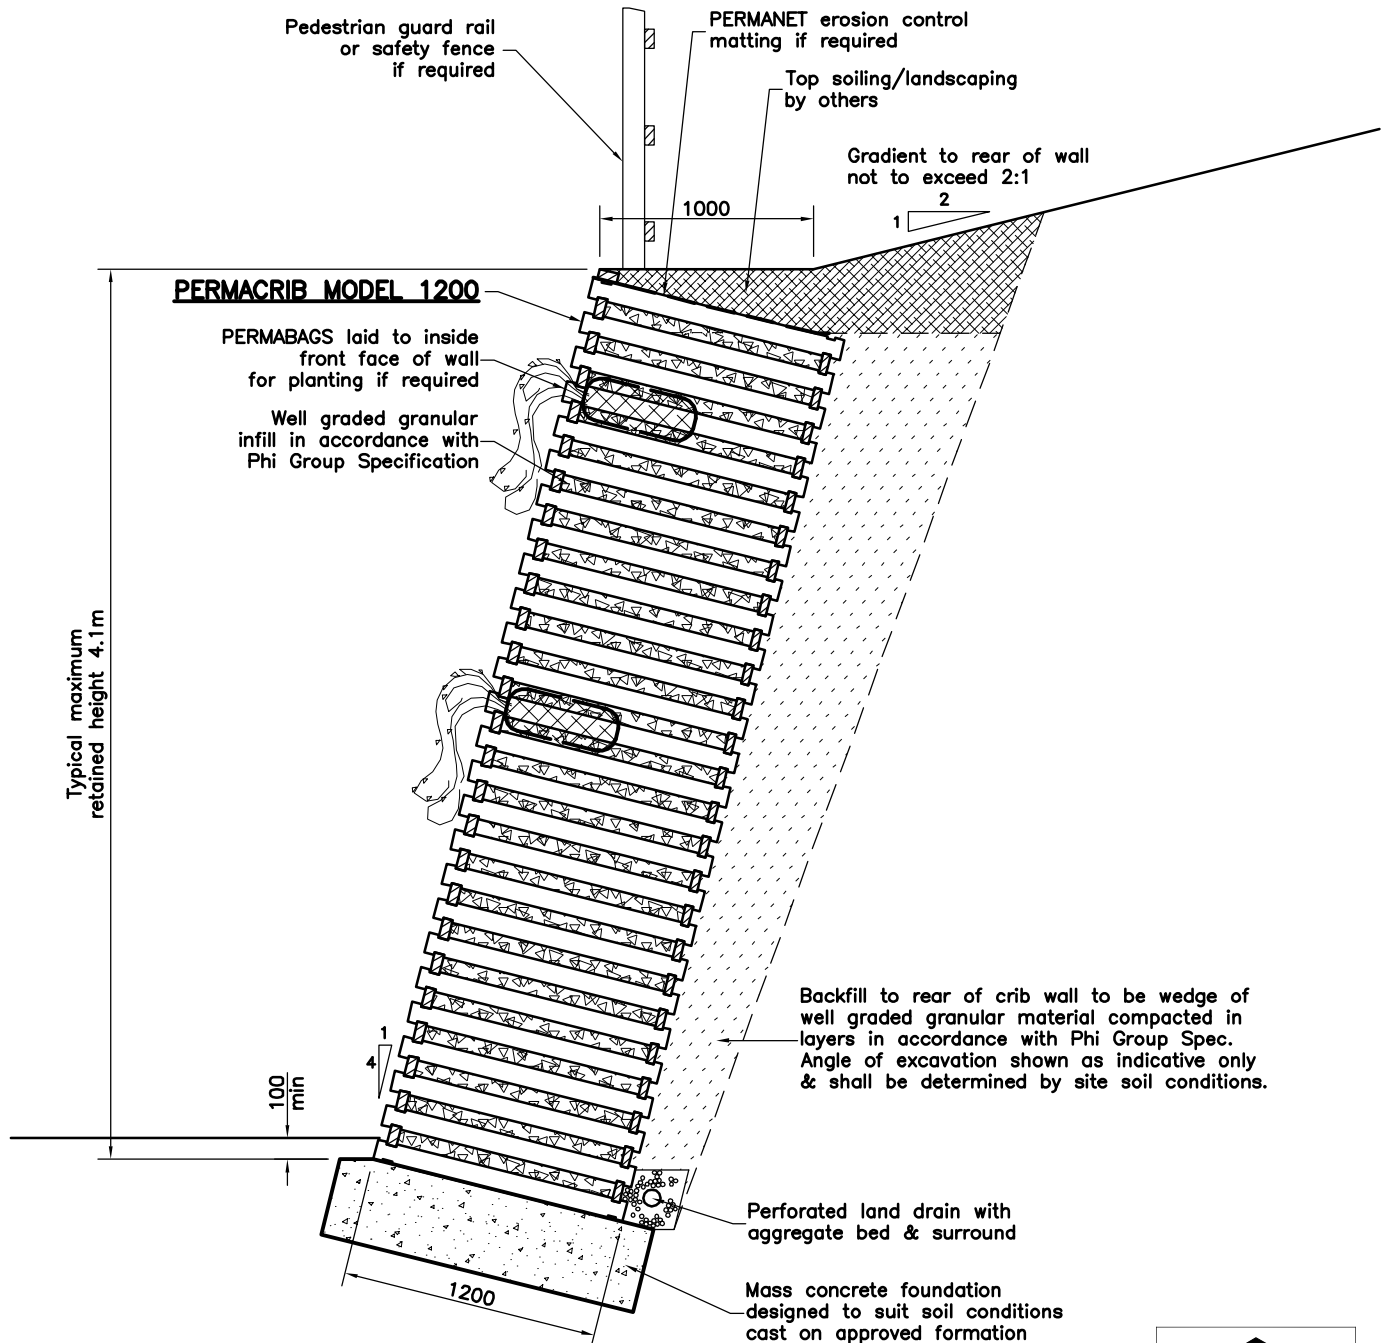 Pedestrian guard rail
or safety fence
if required
PERMANET erosion control
matting if required
Top soiling/landscaping
by others
Gradient to rear of wall
not to exceed 2:1
2
1
1000
PERMACRIB MODEL 1200
PERMABAGS laid to inside
front face of wall
for planting if required
Well graded granular
infill in accordance with
Phi Group Specification
Typical maximum
retained height 4.1m
Backfill to rear of crib wall to be wedge of
well graded granular material compacted in
layers in accordance with Phi Group Spec.
Angle of excavation shown as indicative only
& shall be determined by site soil conditions.
1
4
100
min
Perforated land drain with
aggregate bed & surround
1200
Mass concrete foundation
designed to suit soil conditions
cast on approved formation